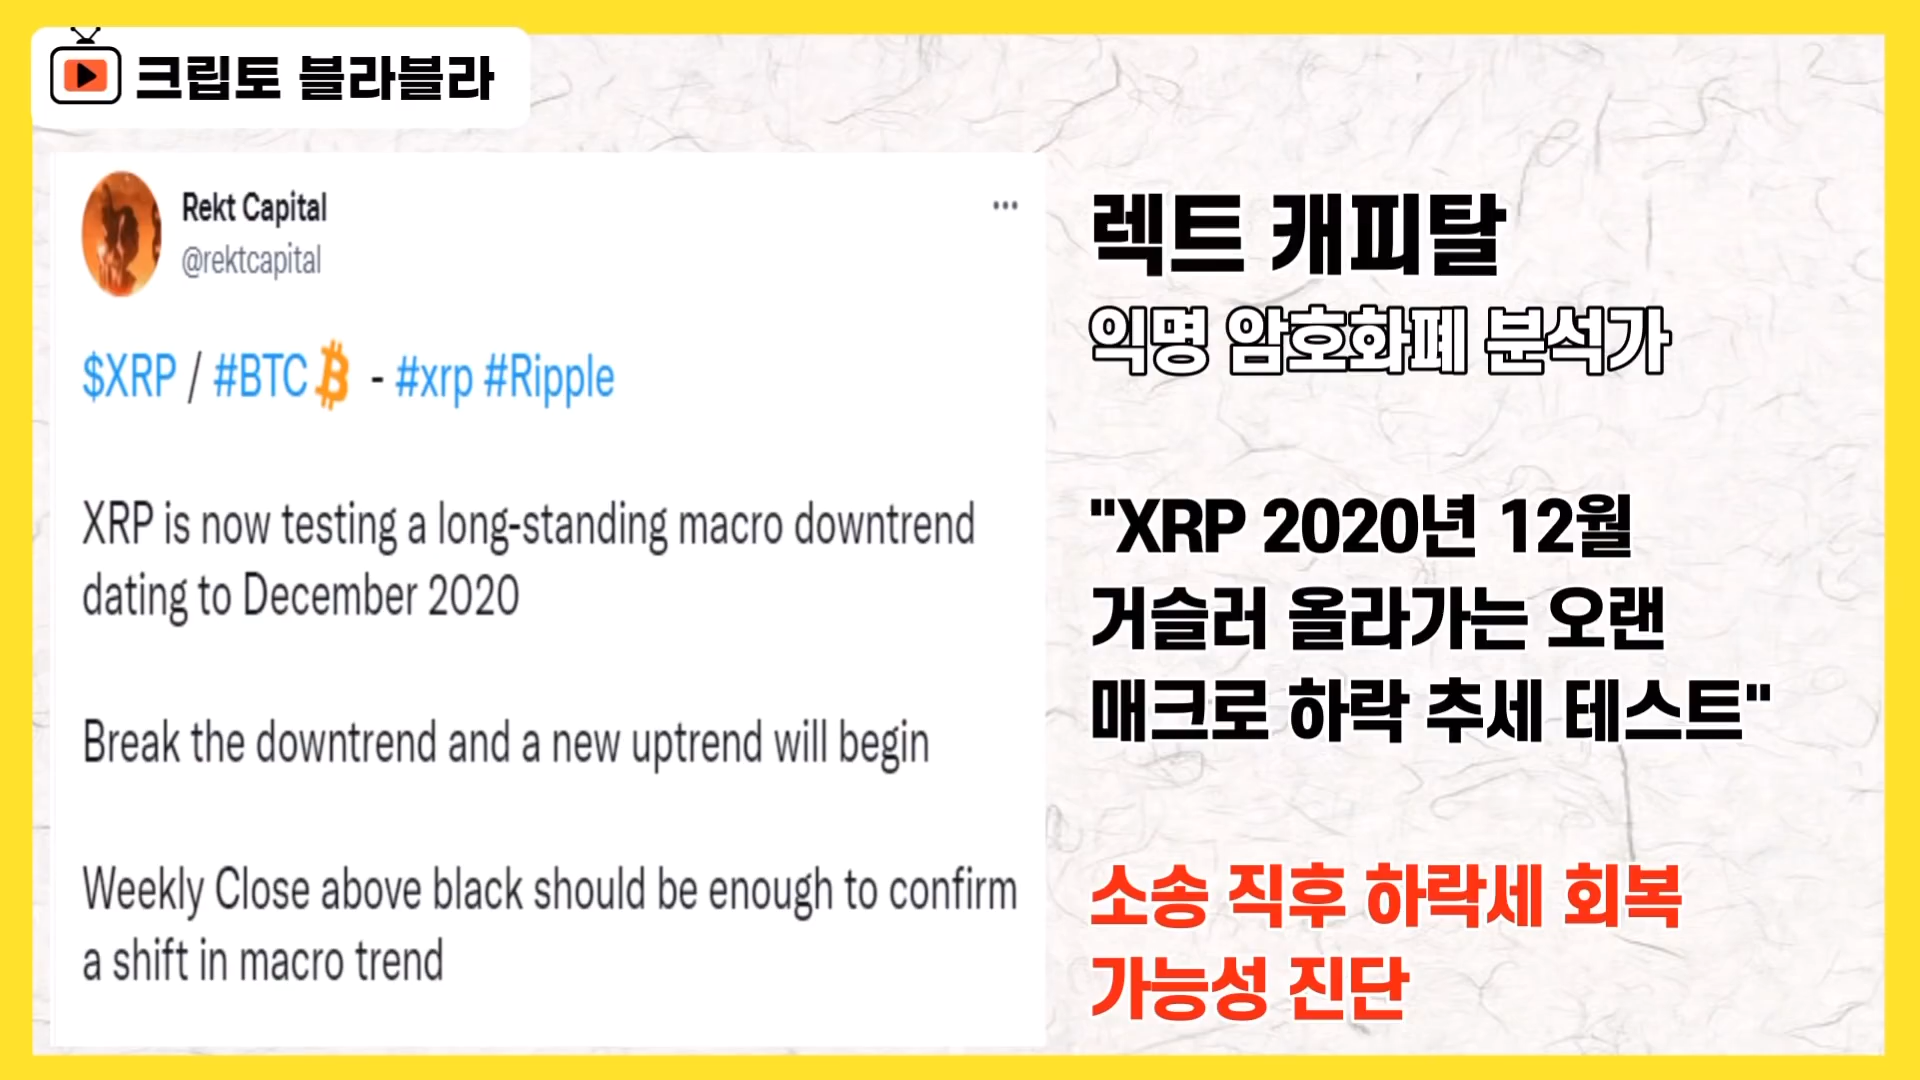 크립토 블라블라
Rekt Capital
@rektcapital
$XRP / #BTC - #xrp #Ripple
XRP is now testing a long-standing macro downtrend
dating to December 2020
Break the downtrend and a new uptrend will begin
Weekly Close above black should be enough to confirm
a shift in macro trend
렉트 캐피탈
익명 암호화폐 분석가
"XRP 2020년 12월
거슬러 올라가는 오랜
매크로 하락 추세 테스트"
소송 직후 하락세 회복
가능성 진단